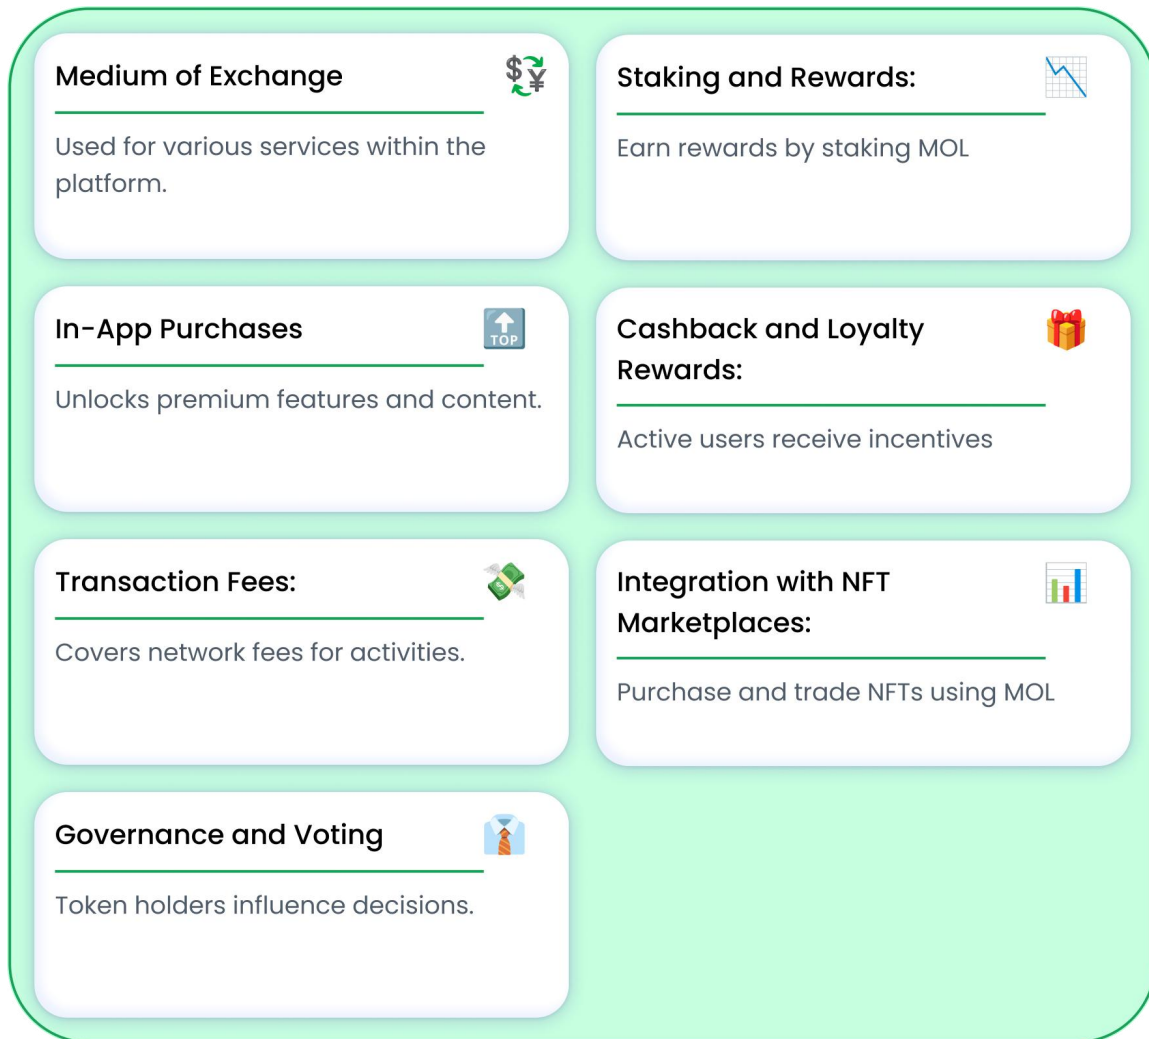 Medium of Exchange
Used for various services within the
platform.
Staking and Rewards:
Earn rewards by staking MOL
In-App Purchases
TOP
Unlocks premium features and content.
Cashback and Loyalty
Rewards:
Active users receive incentives
Transaction Fees:
Covers network fees for activities.
Integration with NFT
Marketplaces:
Purchase and trade NFTs using MOL
Governance and Voting
Token holders influence decisions.